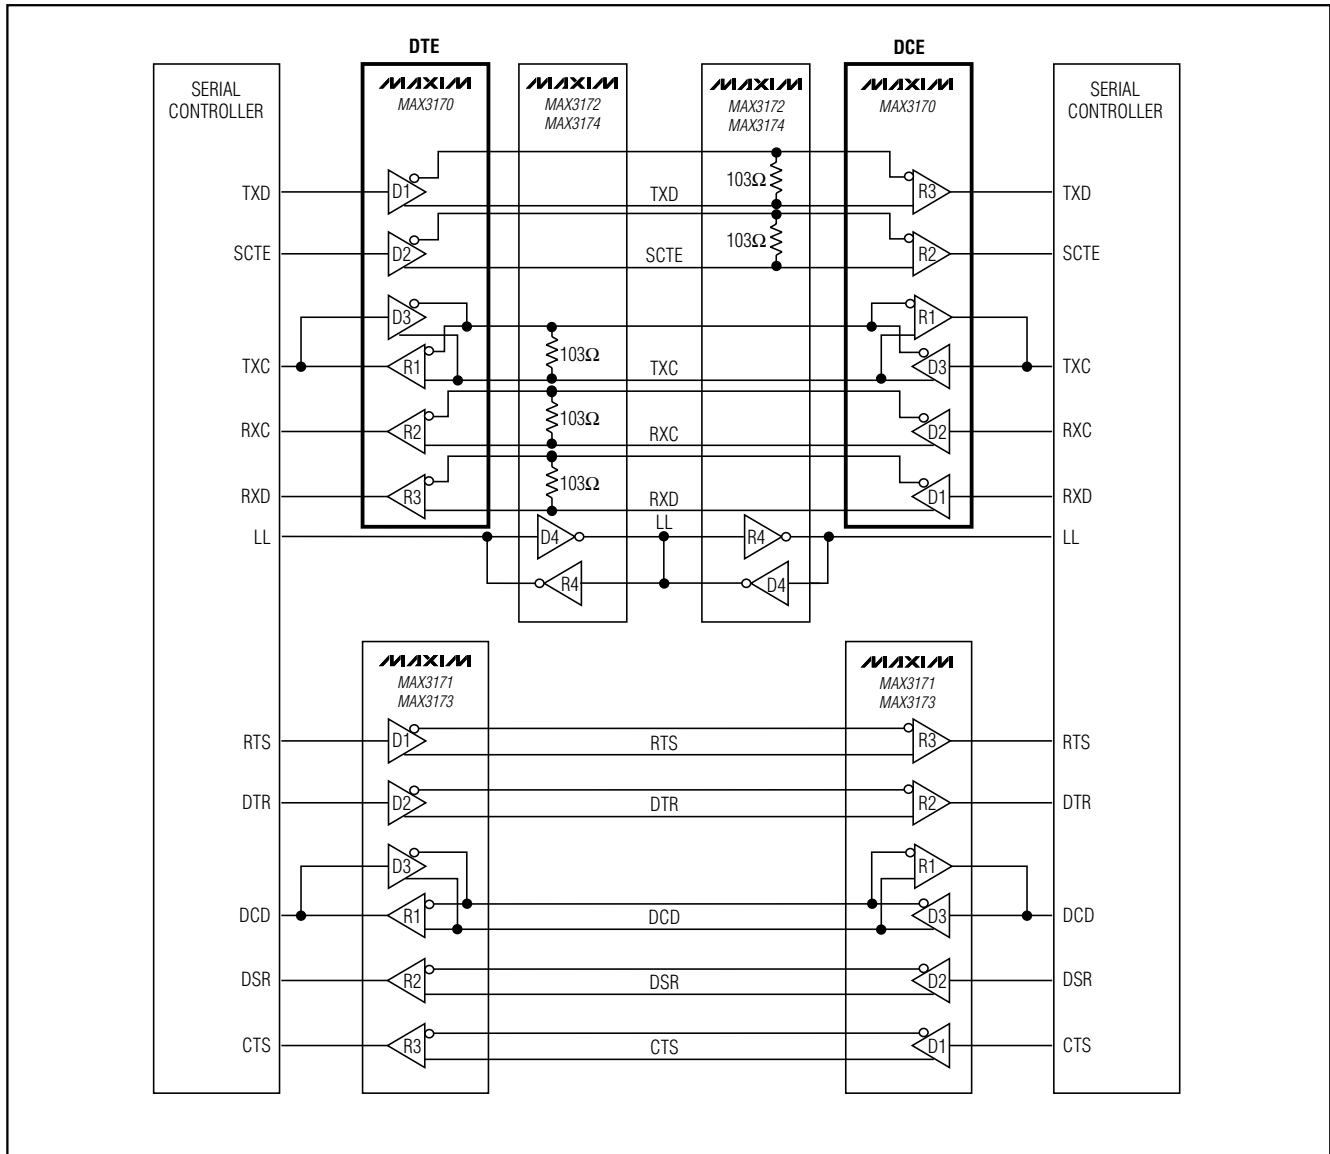 DTE
DCE
SERIAL
CONTROLLER
MAXIM
MAX3170
MAXIM
MAX3172
MAX3174
MAXIM
MAX3172
MAX3174
MAXIM
MAX3170
SERIAL
CONTROLLER
TXD
D1
TXD
103Ω
R3
TXD
SCTE
D2
SCTE
103Ω
R2
SCTE
D3
R1
TXC
R1
103Ω
TXC
D3
TXC
RXC
R2
103Ω
RXC
D2
RXC
RXD
R3
103Ω
RXD
D1
RXD
LL
D4
LL
R4
LL
R4
D4
MAXIM
MAX3171
MAX3173
MAXIM
MAX3171
MAX3173
RTS
D1
RTS
R3
RTS
DTR
D2
DTR
R2
DTR
D3
R1
DCD
R1
DCD
D3
DCD
DSR
R2
DSR
D2
DSR
CTS
R3
CTS
D1
CTS